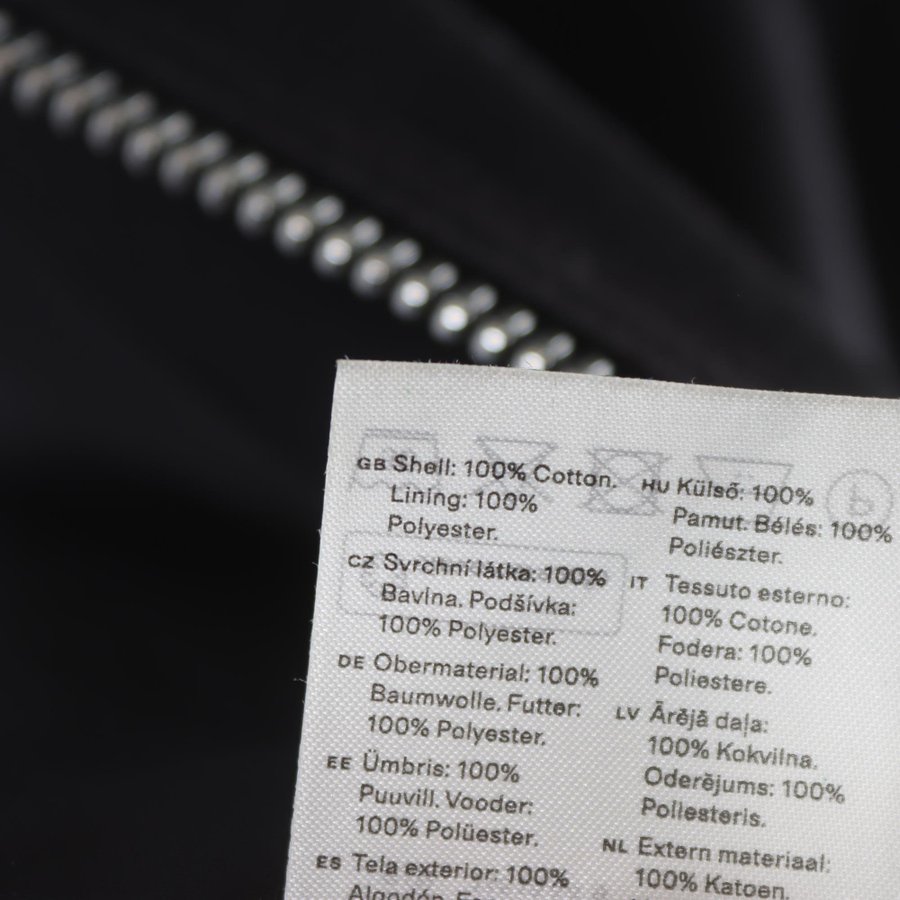 GB Shell: 100% Cotton.
Lining: 100%
Polyester.
CZ Svrchní látka: 100%
Bavlna. Podšívka:
100% Polyester.
DE Obermaterial: 100%
Baumwolle. Futter:
100% Polyester.
EE Ümbris: 100%
Puuvill. Vooder:
100% Polüester.
ES Tela exterior: 100%
Algodón.
HU Külső: 100%
Pamut. Bélés: 100%
Poliészter.
IT Tessuto esterno:
100% Cotone.
Fodera: 100%
Poliestere.
LV Ārējā daļa:
100% Kokvilna.
Oderējums: 100%
Poliesteris.
NL Extern materiaal:
100% Katoen.